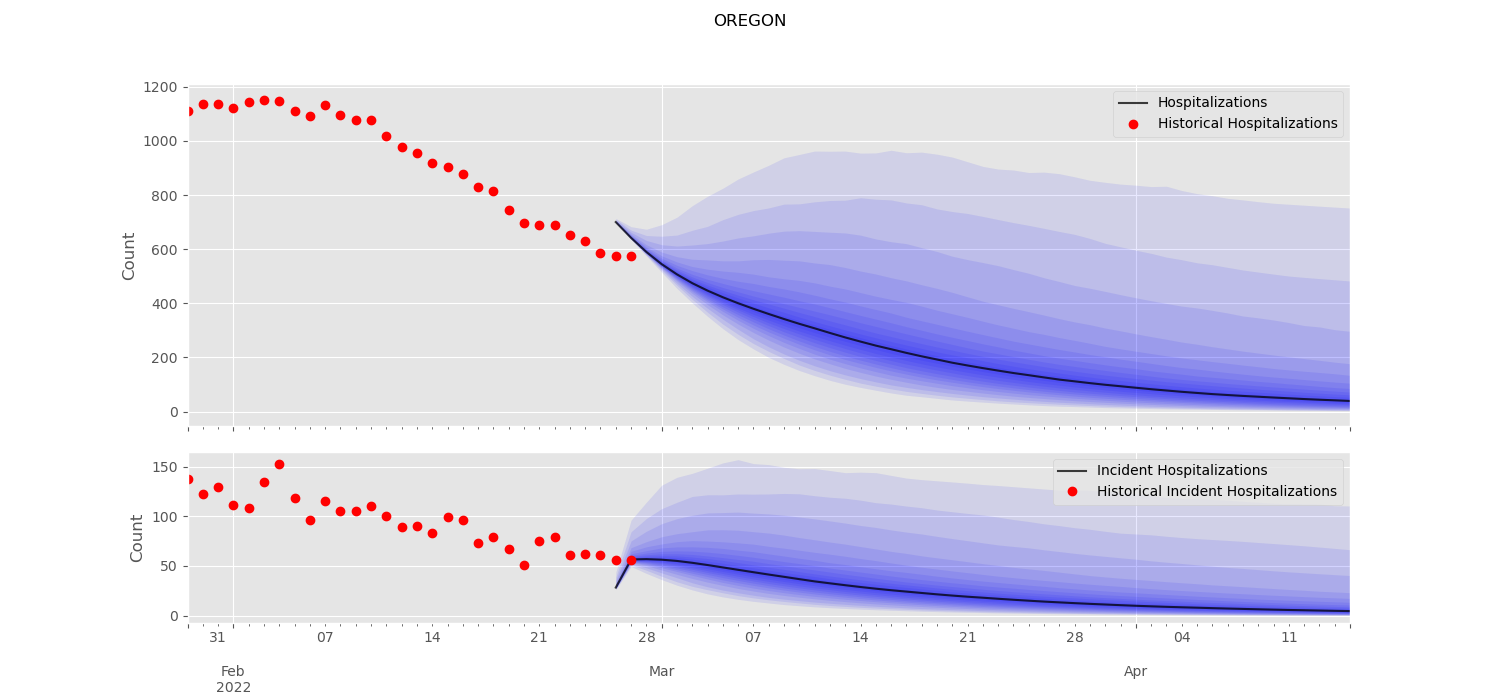 OREGON
1200
1000
800
600
400
200
0
Count
Hospitalizations
Historical Hospitalizations
150
100
50
0
Count
Incident Hospitalizations
Historical Incident Hospitalizations
31 07 14 21 28 07 14 21 28 04 11
Feb Mar Apr
2022